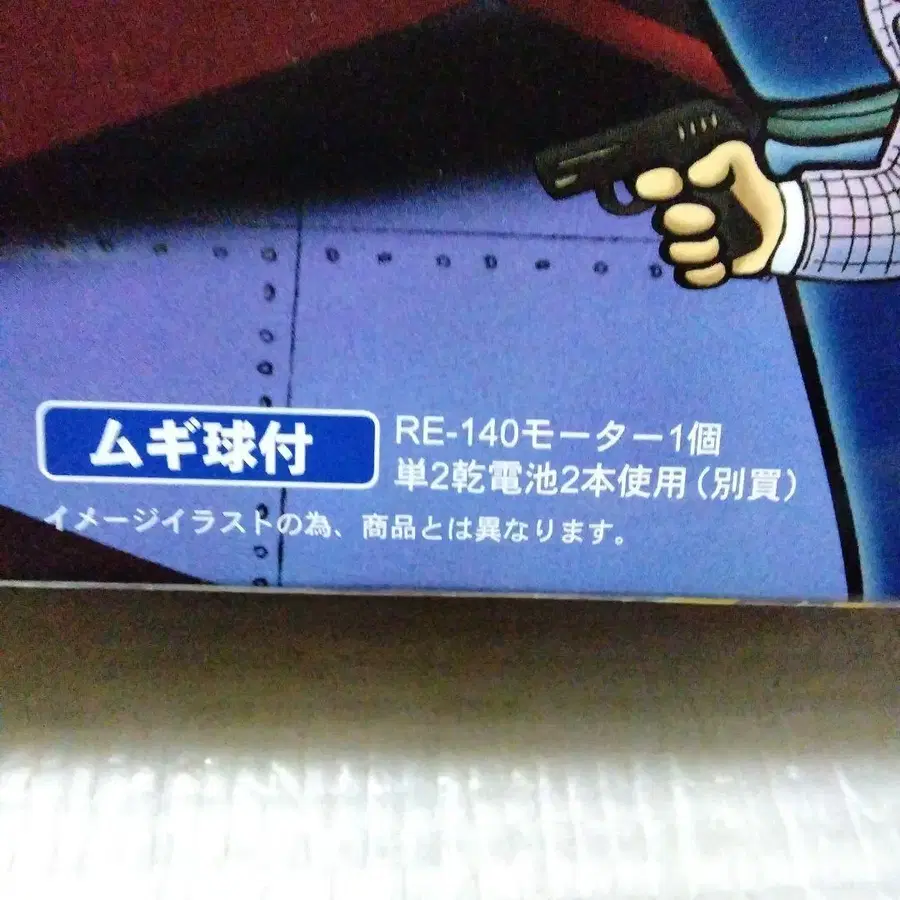 ムギ球付
RE-140モーター1個
単2乾電池2本使用(別買)
イメージイラストの為、商品とは異なります。